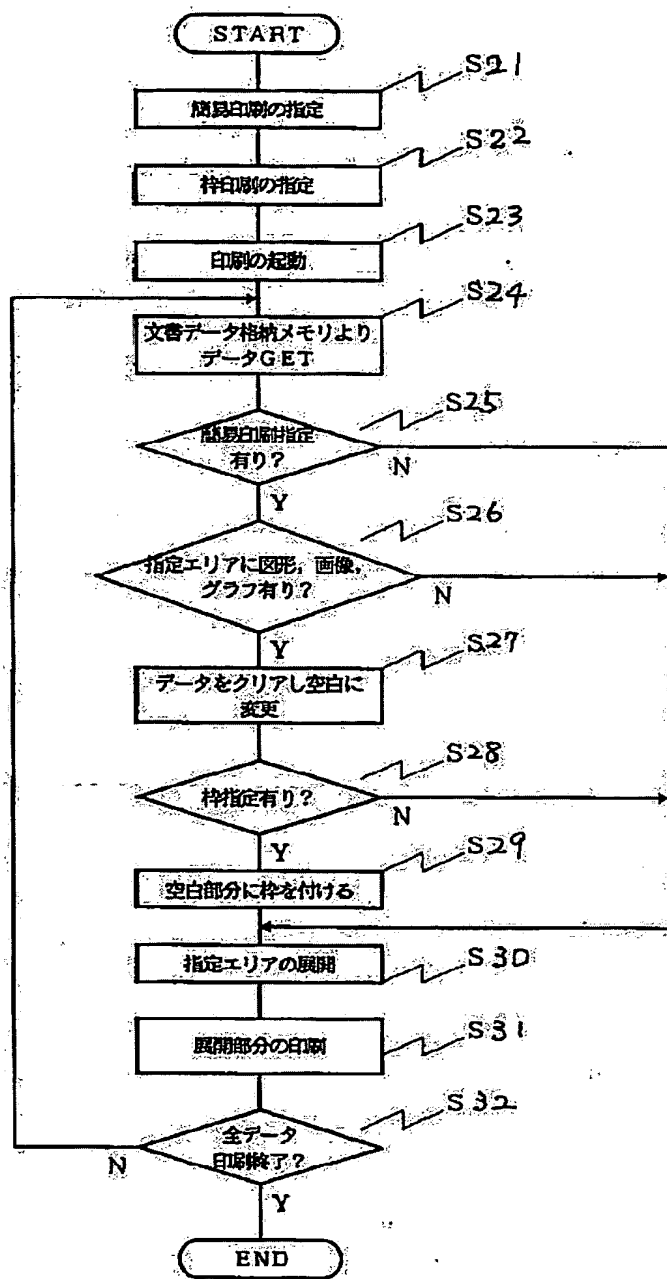 START
S21
簡易印刷の指定
S22
枠印刷の指定
S23
印刷の起動
S24
文書データ格納メモリより
データGET
S25
簡易印刷指定
有り?
N
Y
S26
指定エリアに図形,画像,
グラフ有り?
N
Y
S27
データをクリアし空白に
変更
S28
枠指定有り?
N
Y
S29
空白部分に枠を付ける
S30
指定エリアの展開
S31
展開部分の印刷
S32
全データ
印刷終了?
N
Y
END